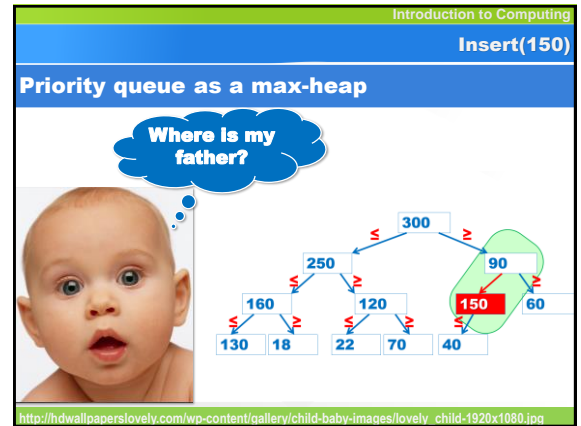 Introduction to Computing
Insert(150)
Priority queue as a max-heap
Where is my
father?
300
≤ ≥
250 90
≤ ≥ ≥
160 120 150 60
≤ ≥ ≤ ≥ ≤
130 18 22 70 40
http://hdwallpaperslovely.com/wp-content/gallery/child-baby-images/lovely_child-1920x1080.jpg